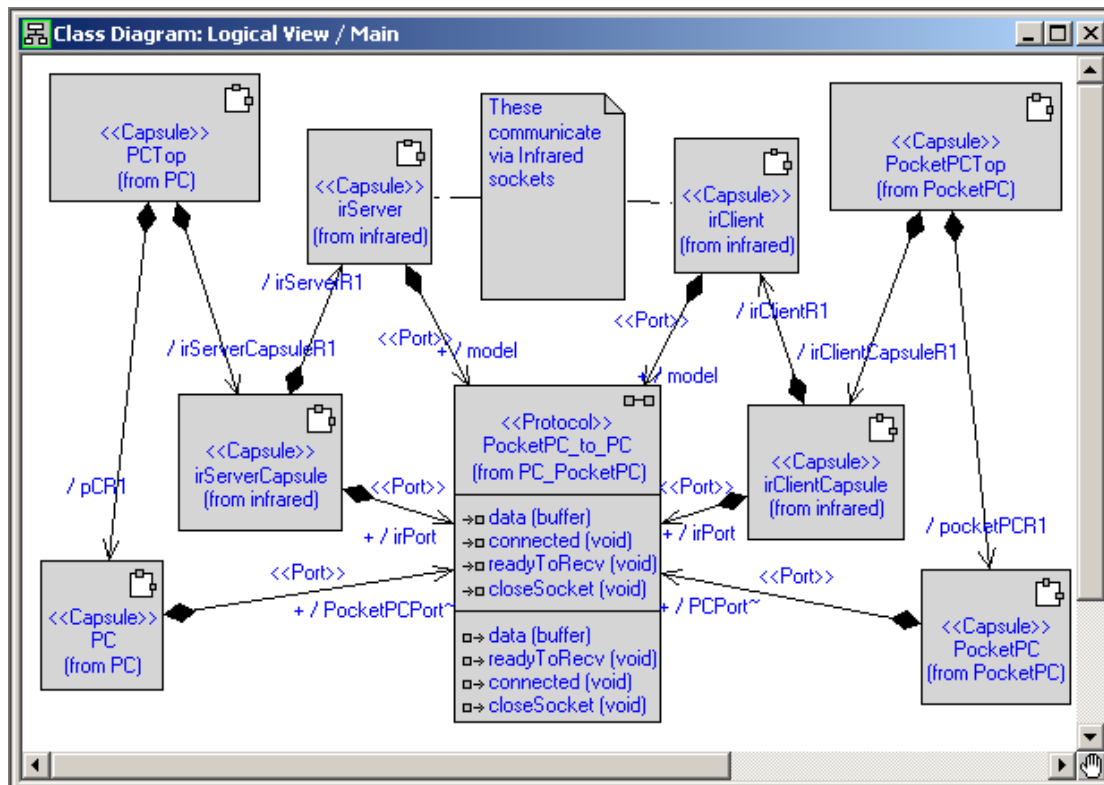 Class Diagram: Logical View / Main
<<Capsule>>
PCTop
(from PC)
<<Capsule>>
irServer
(from infrared)
These
communicate
via Infrared
sockets
<<Capsule>>
irClient
(from infrared)
<<Capsule>>
PocketPCTop
(from PocketPC)
/ irServerR1
/ irClientR1
/ irServerCapsuleR1
<<Port>>
+ / model
<<Port>>
+ / model
/ irClientCapsuleR1
<<Capsule>>
irServerCapsule
(from infrared)
<<Protocol>>
PocketPC_to_PC
(from PC_PocketPC)
data (buffer)
connected (void)
readyToRecv (void)
closeSocket (void)
data (buffer)
readyToRecv (void)
connected (void)
closeSocket (void)
<<Capsule>>
irClientCapsule
(from infrared)
/ pCR1
<<Port>>
+ / irPort
<<Port>>
+ / irPort
/ pocketPCR1
<<Capsule>>
PC
(from PC)
<<Port>>
+ / PocketPCPort~
<<Port>>
+ / PCPort~
<<Capsule>>
PocketPC
(from PocketPC)